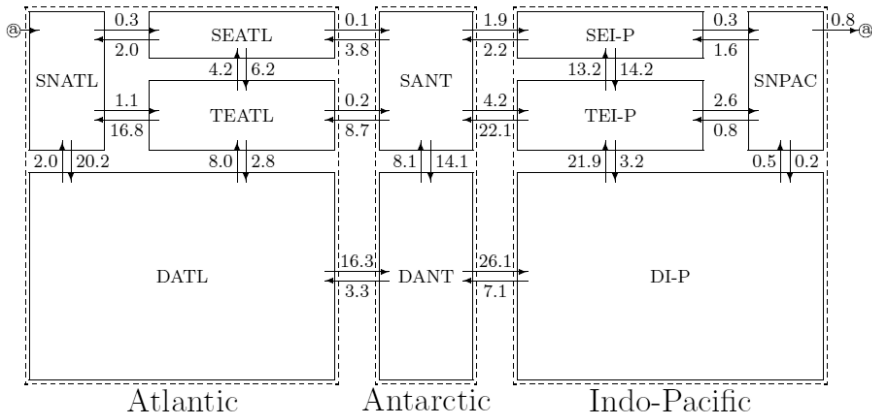 0.3 0.1 1.9 0.3 0.8
@ SEATL SEI-P @
2.0 3.8 2.2 1.6
4.2 6.2 13.2 14.2
SNATL SANT SNPAC
1.1 0.2 4.2 2.6
TEATL TEI-P
16.8 8.7 22.1 0.8
2.0 20.2 8.0 2.8 8.1 14.1 21.9 3.2 0.5 0.2
16.3 26.1
DATL DANT DI-P
3.3 7.1
Atlantic Antarctic Indo-Pacific